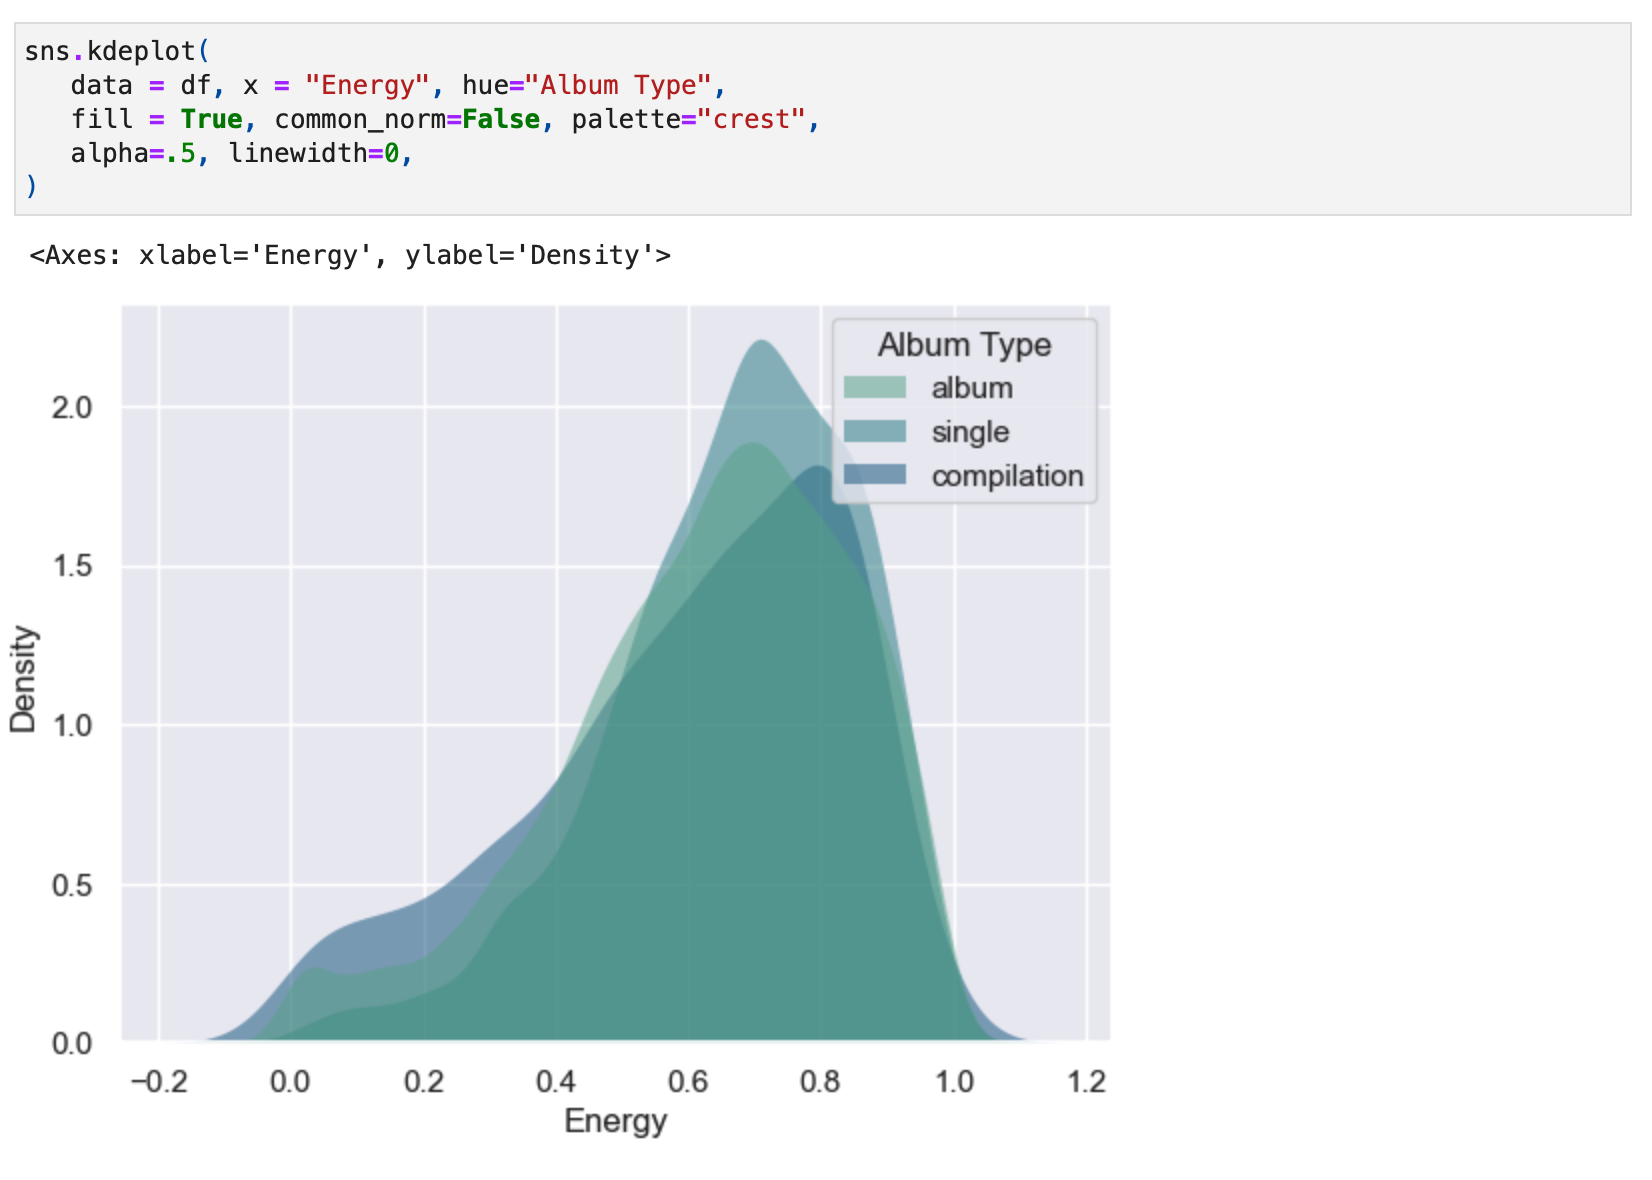 sns.kdeplot(
data = df, x = "Energy", hue="Album Type",
fill = True, common_norm=False, palette="crest",
alpha=.5, linewidth=0,
)
<Axes: xlabel='Energy', ylabel='Density'>
Album Type
album
single
compilation
2.0
1.5
1.0
0.5
0.0
Density
−0.2 0.0 0.2 0.4 0.6 0.8 1.0 1.2
Energy